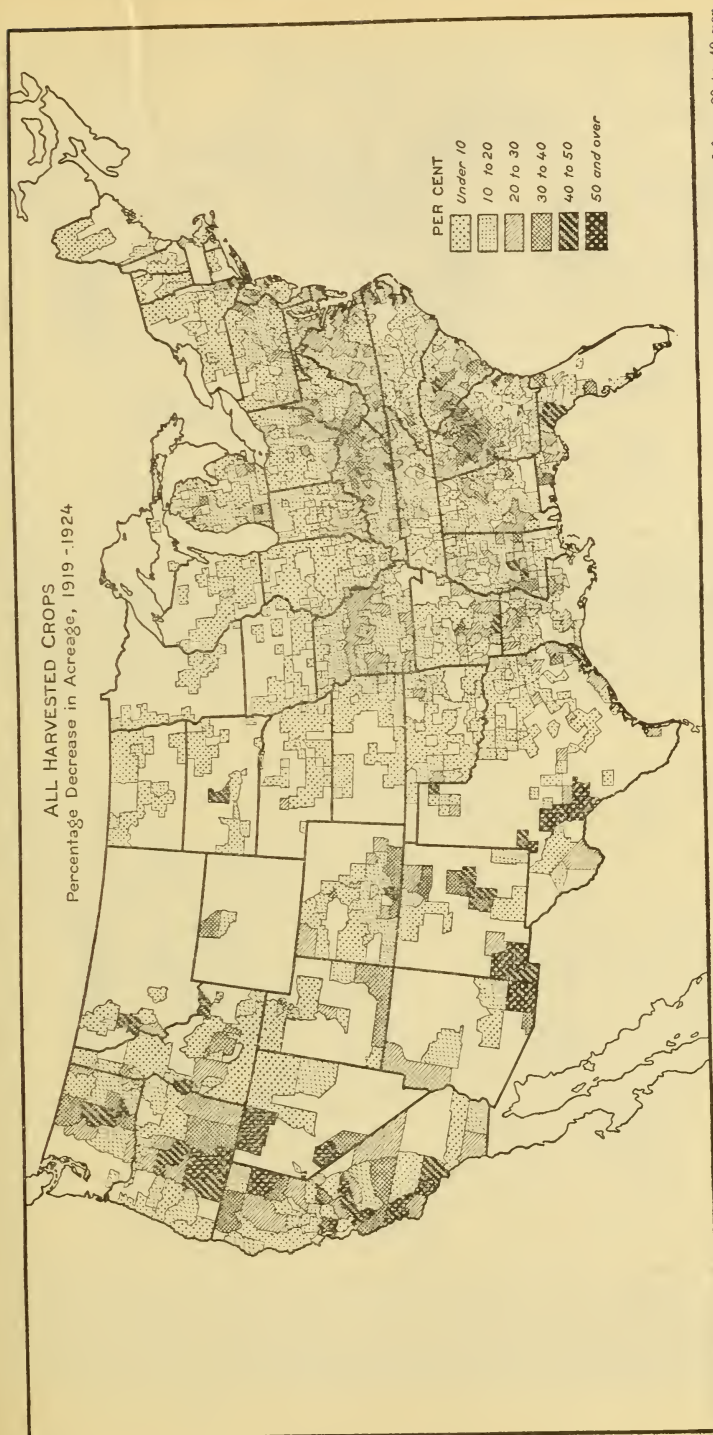 ALL HARVESTED CROPS
Percentage Decrease in Acreage, 1919-1924
PER CENT
Under 10
10 to 20
20 to 30
30 to 40
40 to 50
50 and over